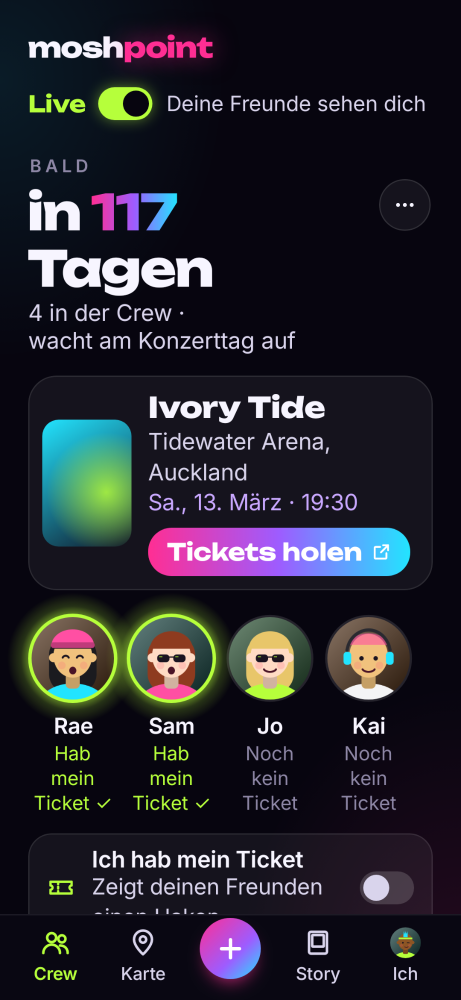 moshpoint
Live
Deine Freunde sehen dich
BALD
in 117
Tagen
4 in der Crew ·
wacht am Konzerttag auf
Ivory Tide
Tidewater Arena,
Auckland
Sa., 13. März · 19:30
Tickets holen
Rae
Hab
mein
Ticket ✓
Sam
Hab
mein
Ticket ✓
Jo
Noch
kein
Ticket
Kai
Noch
kein
Ticket
Ich hab mein Ticket
Zeigt deinen Freunden
Crew
Karte
Story
Ich